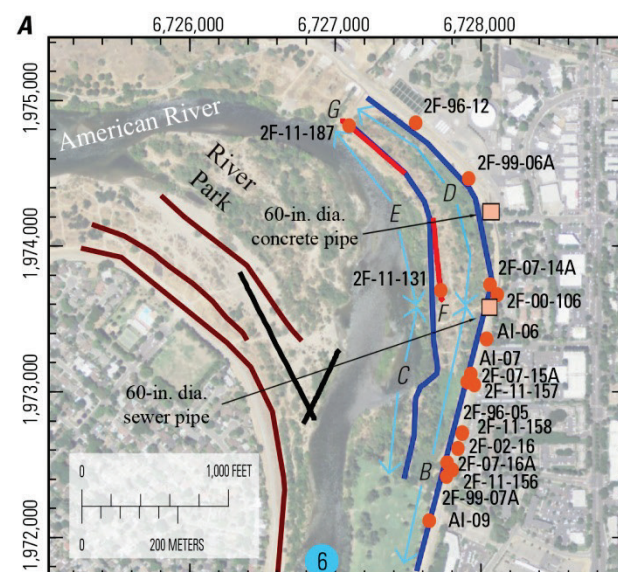 A
6,726,000
6,727,000
6,728,000
1,975,000
1,974,000
1,973,000
1,972,000
American River
River
Park
G
2F-11-187
2F-96-12
2F-99-06A
D
E
60-in. dia.
concrete pipe
2F-07-14A
2F-11-131
2F-00-106
F
AI-06
AI-07
2F-07-15A
2F-11-157
C
60-in. dia.
sewer pipe
2F-96-05
2F-11-158
2F-02-16
2F-07-16A
B
2F-11-156
2F-99-07A
AI-09
0
1,000 FEET
0
200 METERS
6